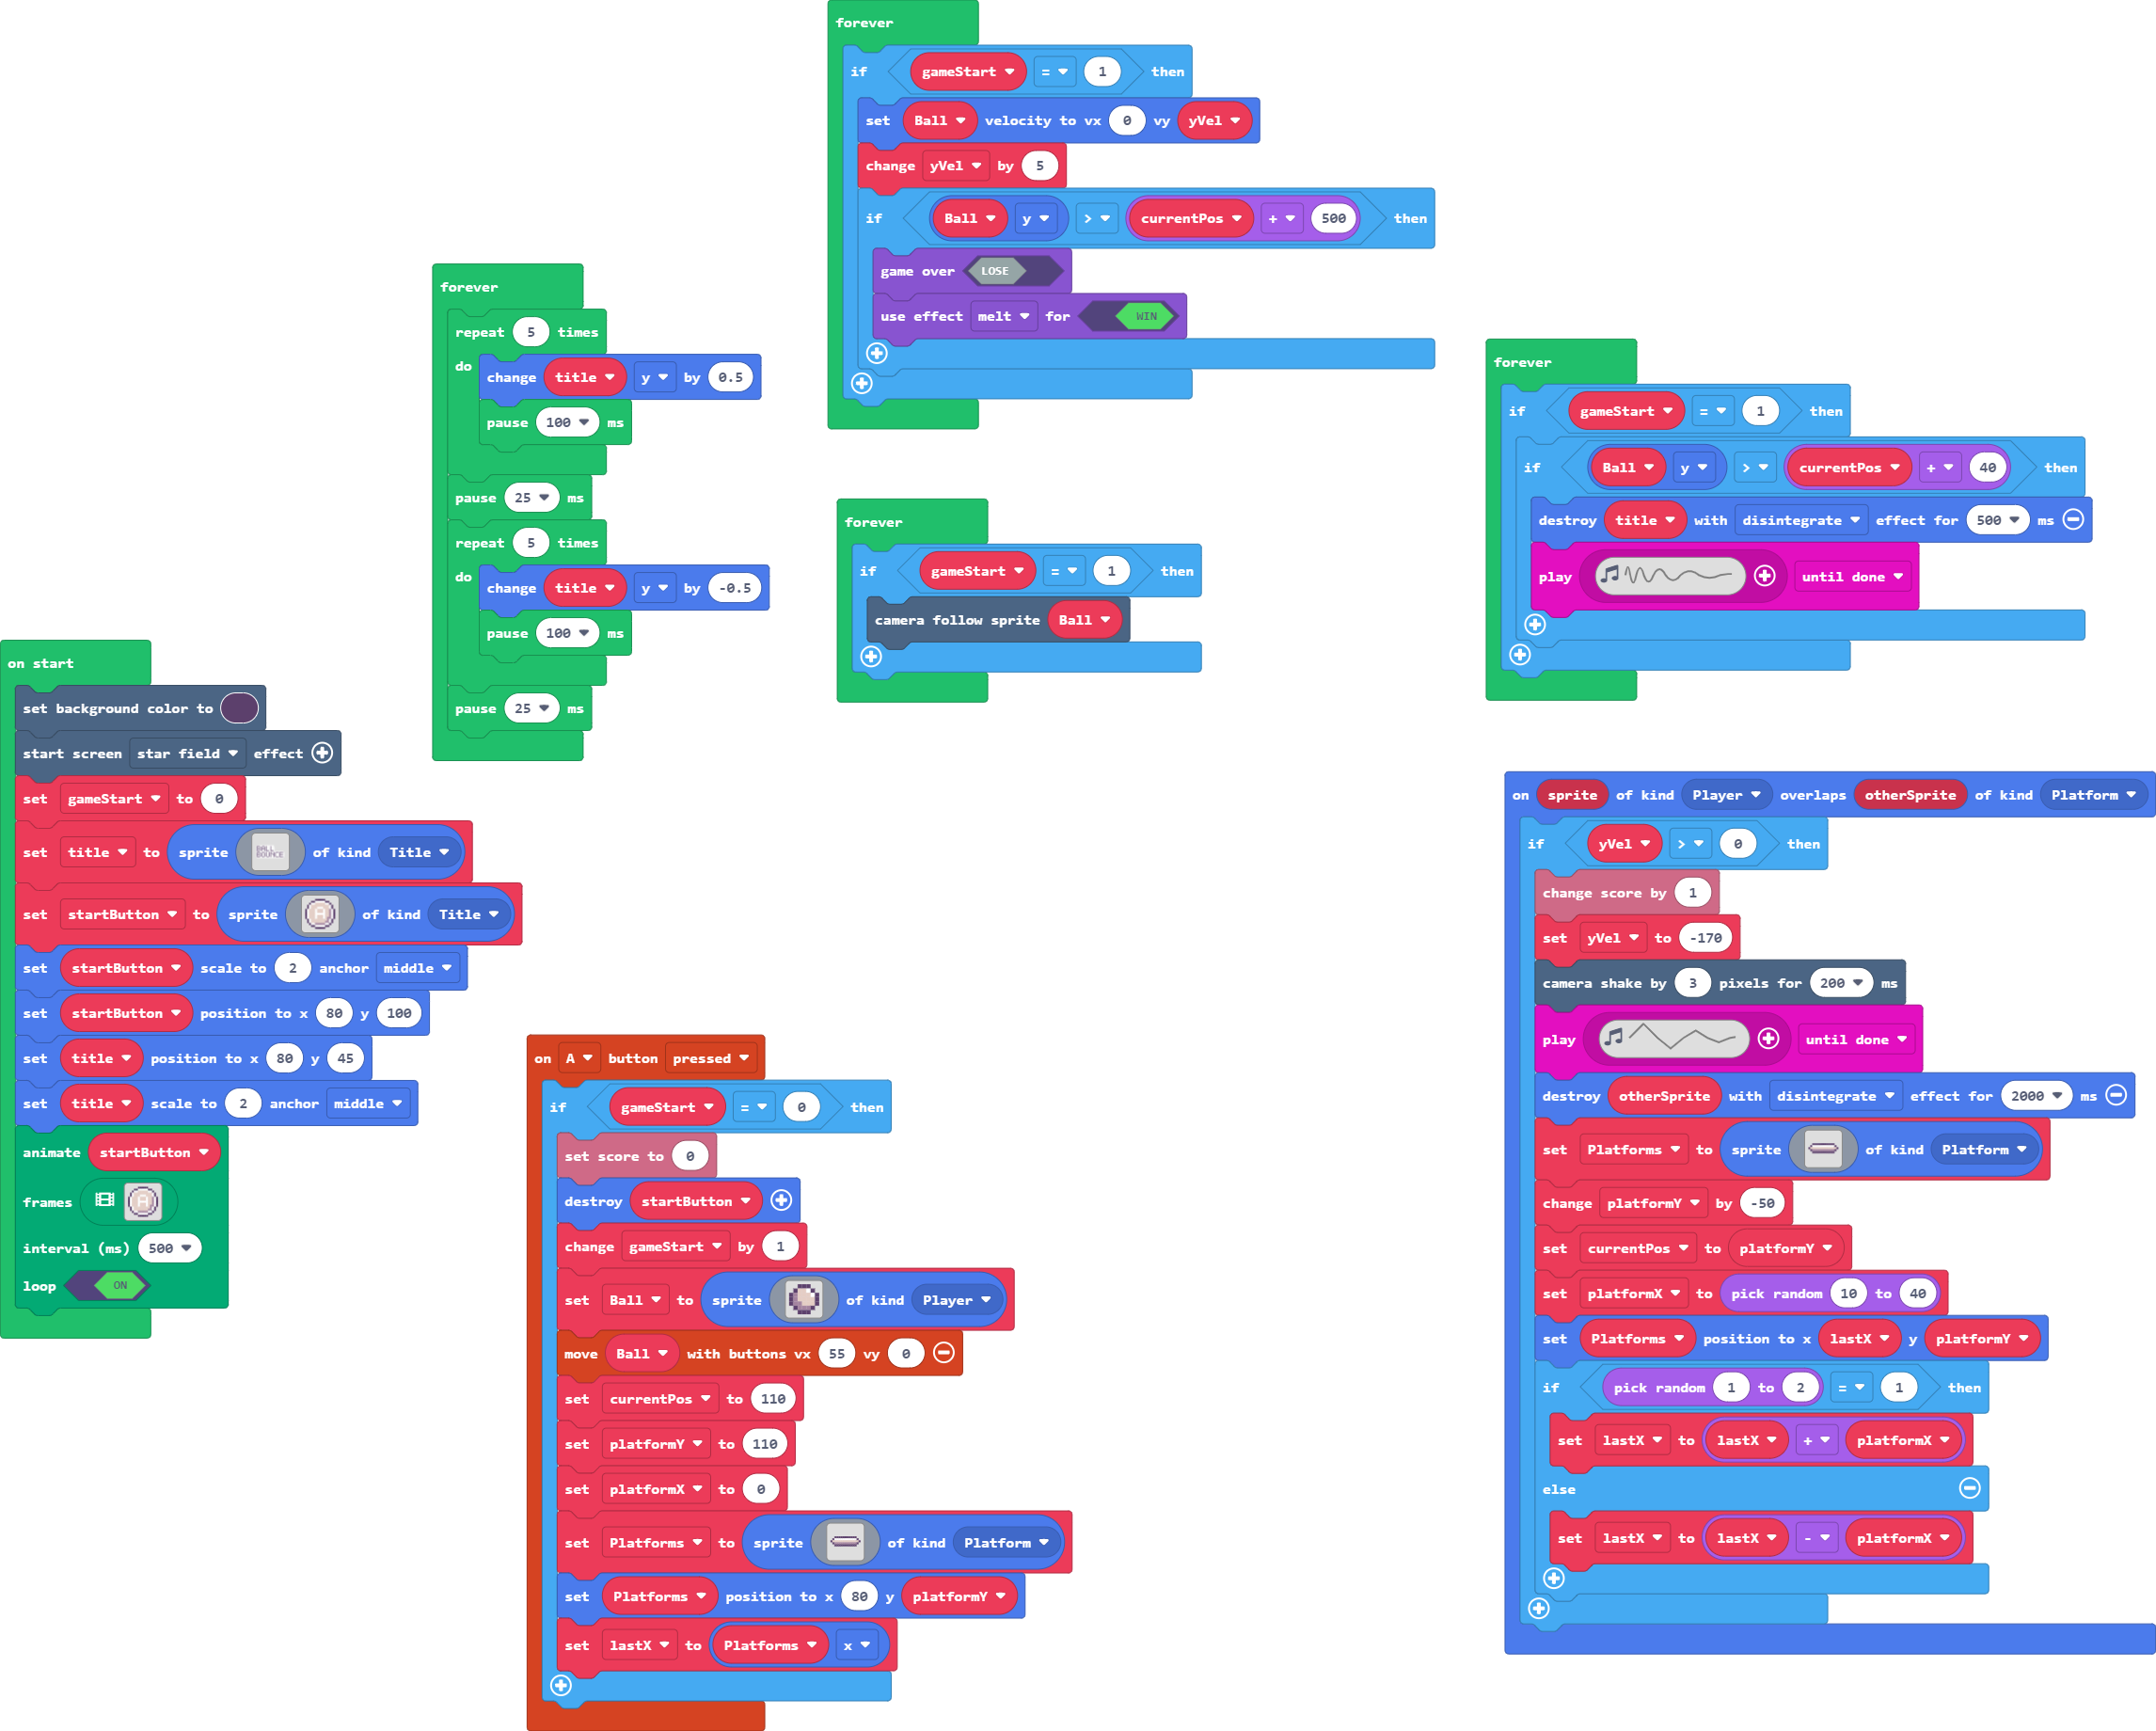 on start
set background color to
start screen star field effect
set gameStart to 0
set title to sprite BALL BOUNCE of kind Title
set startButton to sprite A of kind Title
set startButton scale to 2 anchor middle
set startButton position to x 80 y 100
set title position to x 80 y 45
set title scale to 2 anchor middle
animate startButton
frames A
interval (ms) 500
loop ON
forever
repeat 5 times
do change title y by 0.5
pause 100 ms
pause 25 ms
repeat 5 times
do change title y by -0.5
pause 100 ms
pause 25 ms
forever
if gameStart = 1 then
set Ball velocity to vx 0 vy yVel
change yVel by 5
if Ball y > currentPos + 500 then
game over LOSE
use effect melt for WIN
forever
if gameStart = 1 then
camera follow sprite Ball
forever
if gameStart = 1 then
if Ball y > currentPos + 40 then
destroy title with disintegrate effect for 500 ms
play until done
on A button pressed
if gameStart = 0 then
set score to 0
destroy startButton
change gameStart by 1
set Ball to sprite of kind Player
move Ball with buttons vx 55 vy 0
set currentPos to 110
set platformY to 110
set platformX to 0
set Platforms to sprite of kind Platform
set Platforms position to x 80 y platformY
set lastX to Platforms x
on sprite of kind Player overlaps otherSprite of kind Platform
if yVel > 0 then
change score by 1
set yVel to -170
camera shake by 3 pixels for 200 ms
play until done
destroy otherSprite with disintegrate effect for 2000 ms
set Platforms to sprite of kind Platform
change platformY by -50
set currentPos to platformY
set platformX to pick random 10 to 40
set Platforms position to x lastX y platformY
if pick random 1 to 2 = 1 then
set lastX to lastX + platformX
else
set lastX to lastX - platformX